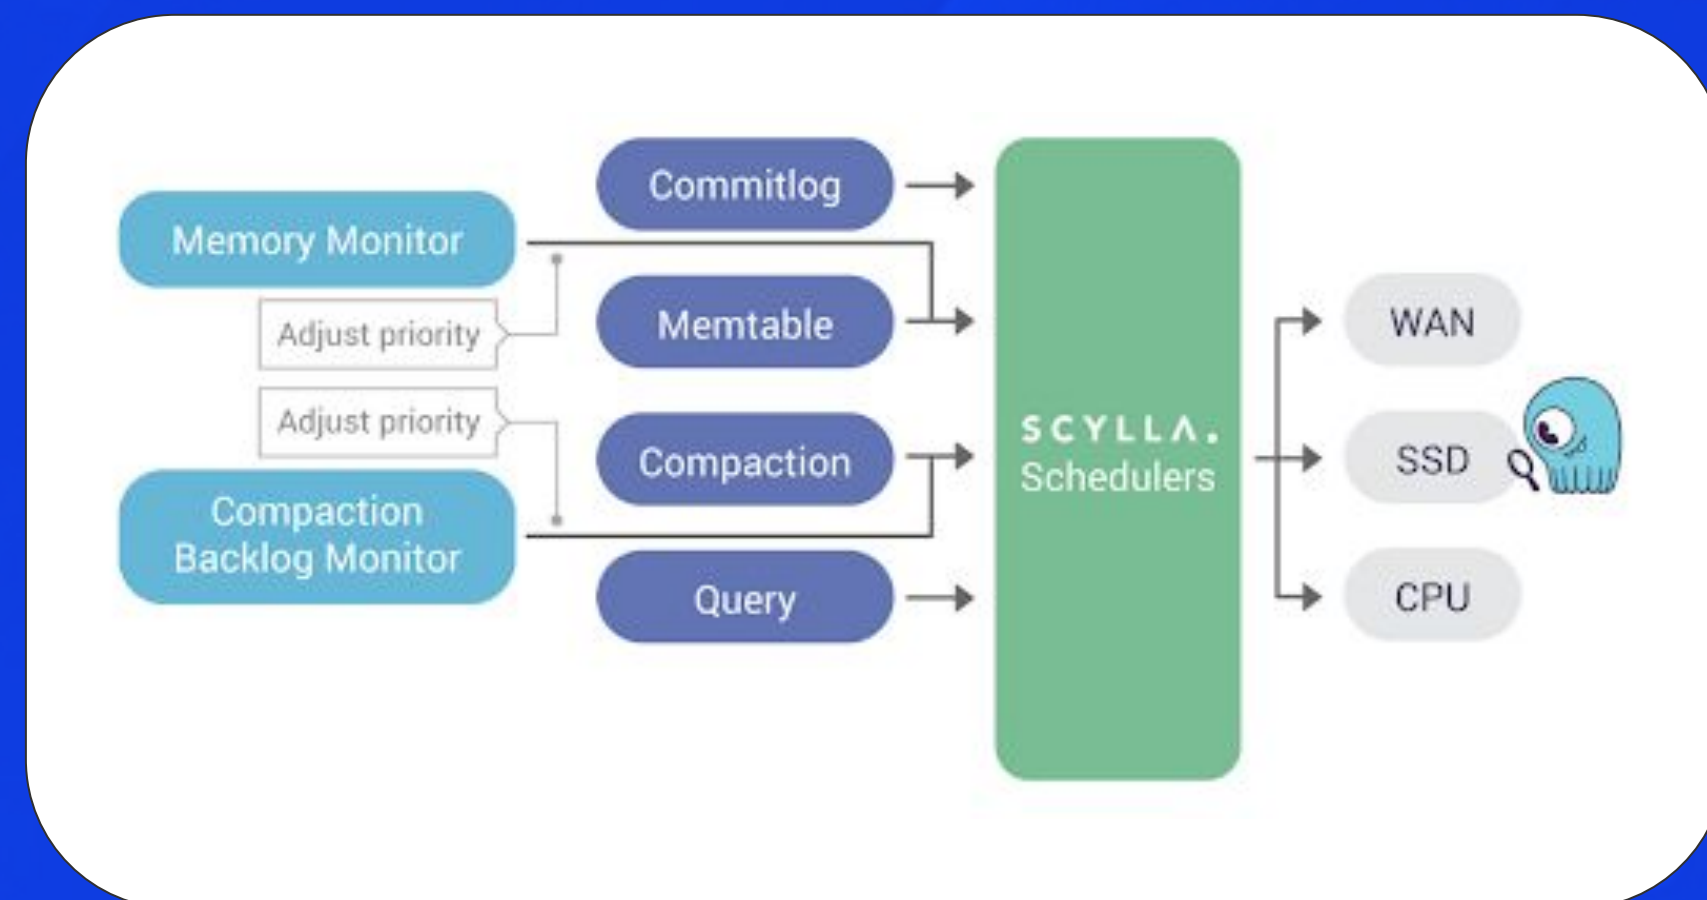 Memory Monitor
Adjust priority
Adjust priority
Compaction
Backlog Monitor
Commitlog
Memtable
Compaction
Query
SCYLLA.
Schedulers
WAN
SSD
CPU